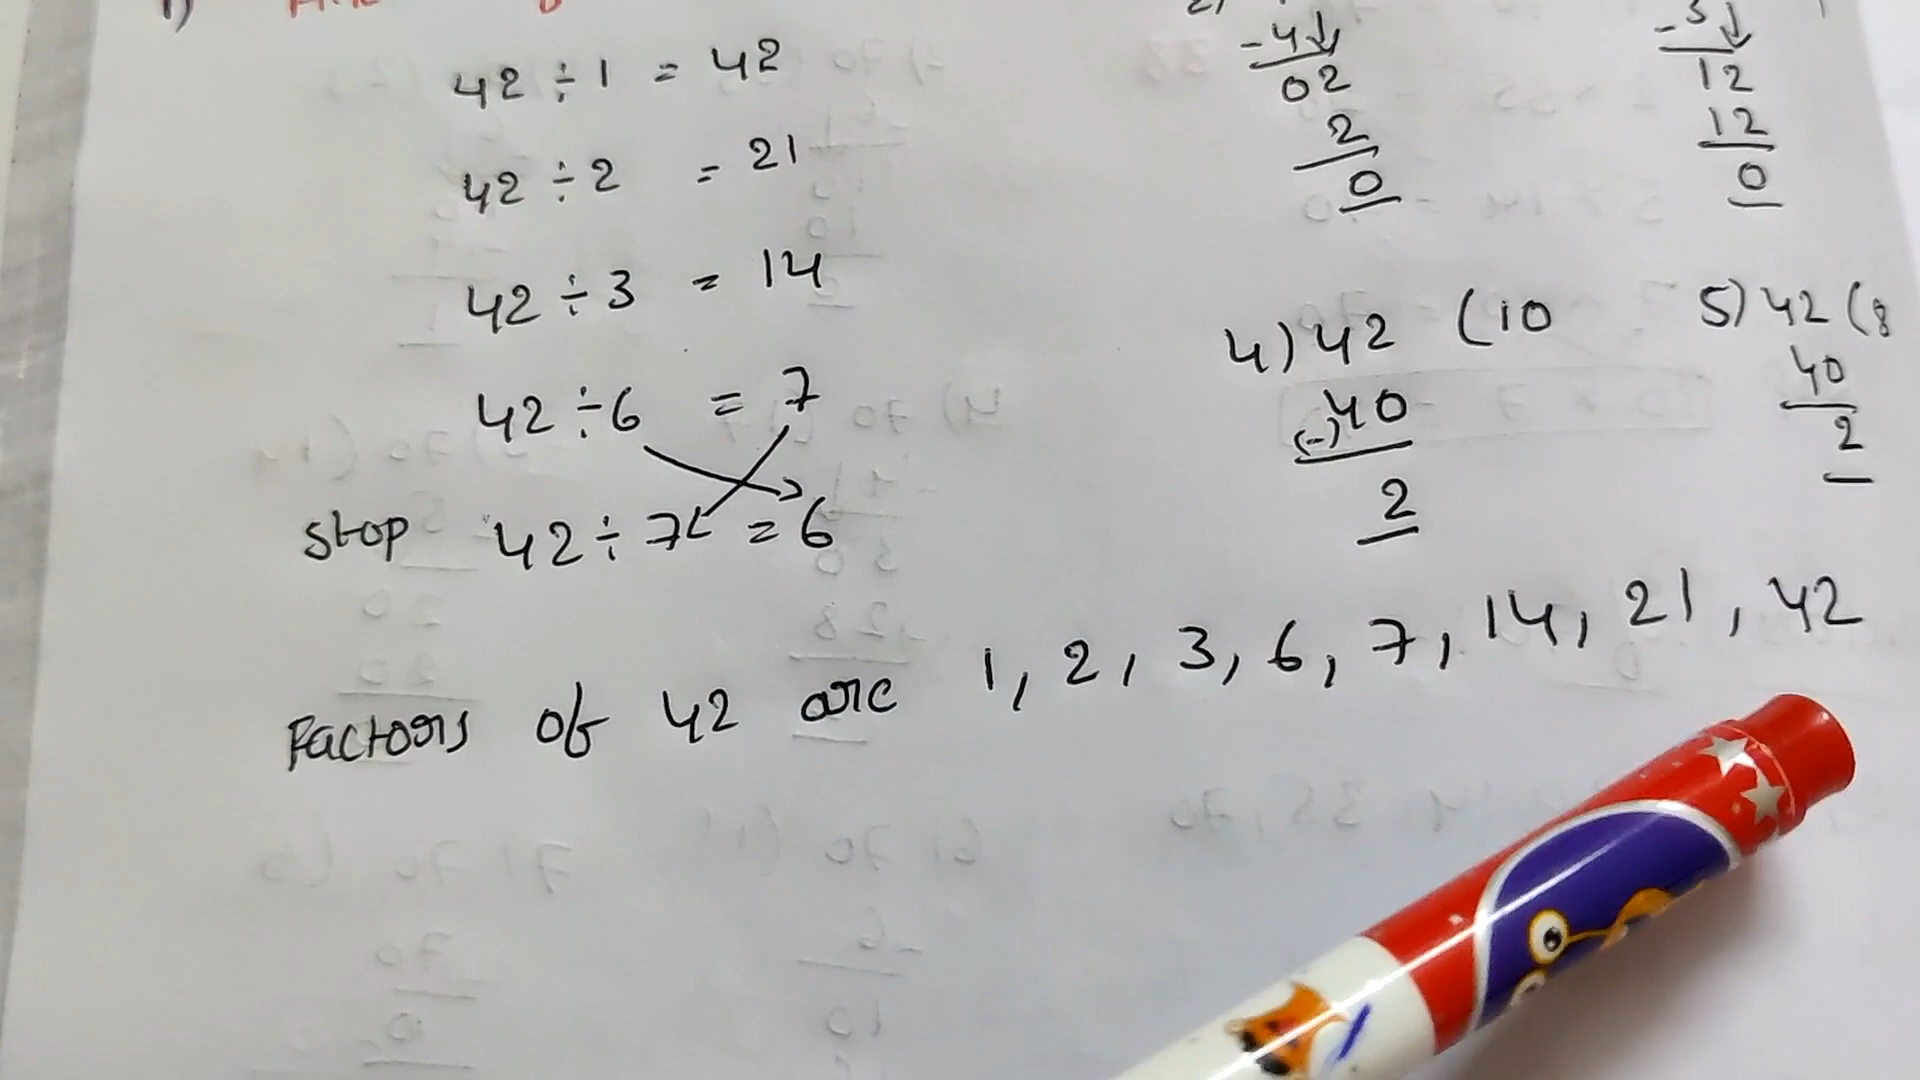 1)
42 ÷ 1 = 42
42 ÷ 2 = 21
42 ÷ 3 = 14
42 ÷ 6 = 7
stop 42 ÷ 7 = 6
-4
02
2
0
-3
12
12
0
4) 42 (10
(-) 40
2
5) 42 (8
40
2
Factors of 42 are 1, 2, 3, 6, 7, 14, 21, 42